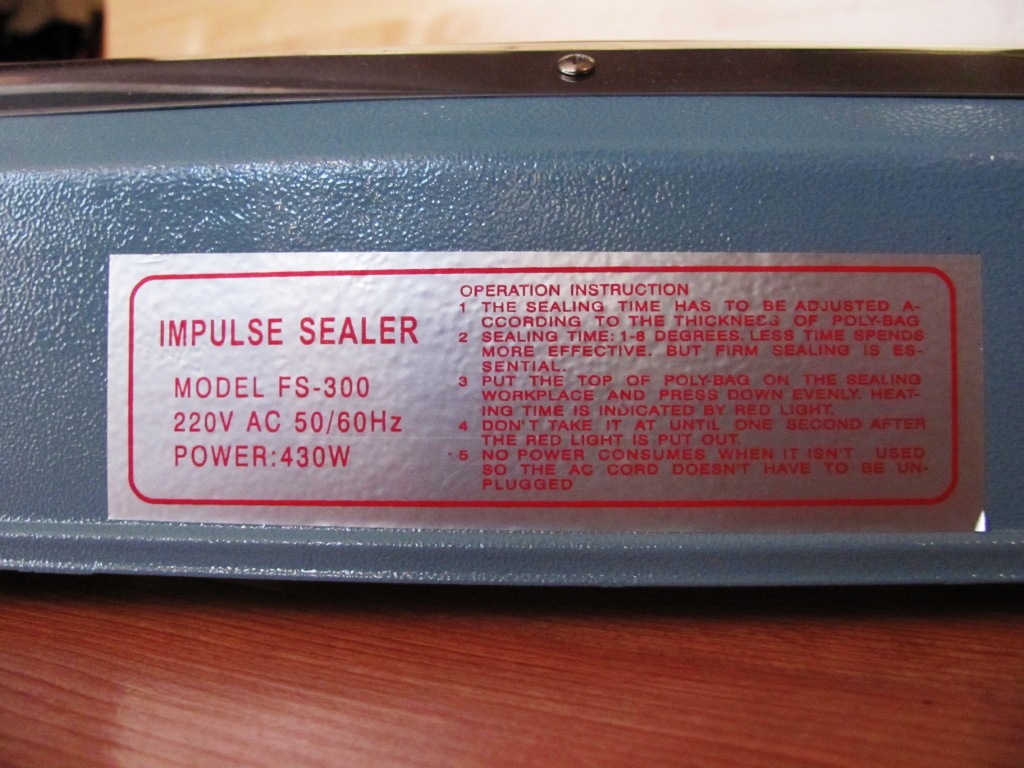 IMPULSE SEALER
MODEL FS-300
220V AC 50/60Hz
POWER:430W
OPERATION INSTRUCTION
1 THE SEALING TIME HAS TO BE ADJUSTED A-
CCORDING TO THE THICKNESS OF POLY-BAG
2 SEALING TIME: 1-8 DEGREES. LESS TIME SPENDS
MORE EFFECTIVE. BUT FIRM SEALING IS ES-
SENTIAL.
3 PUT THE TOP OF POLY-BAG ON THE SEALING
WORKPLACE AND PRESS DOWN EVENLY. HEAT-
ING TIME IS INDICATED BY RED LIGHT.
4 DON'T TAKE IT AT UNTIL ONE SECOND AFTER
THE RED LIGHT IS PUT OUT.
5 NO POWER CONSUMES WHEN IT ISN'T USED
SO THE AC CORD DOESN'T HAVE TO BE UN-
PLUGGED